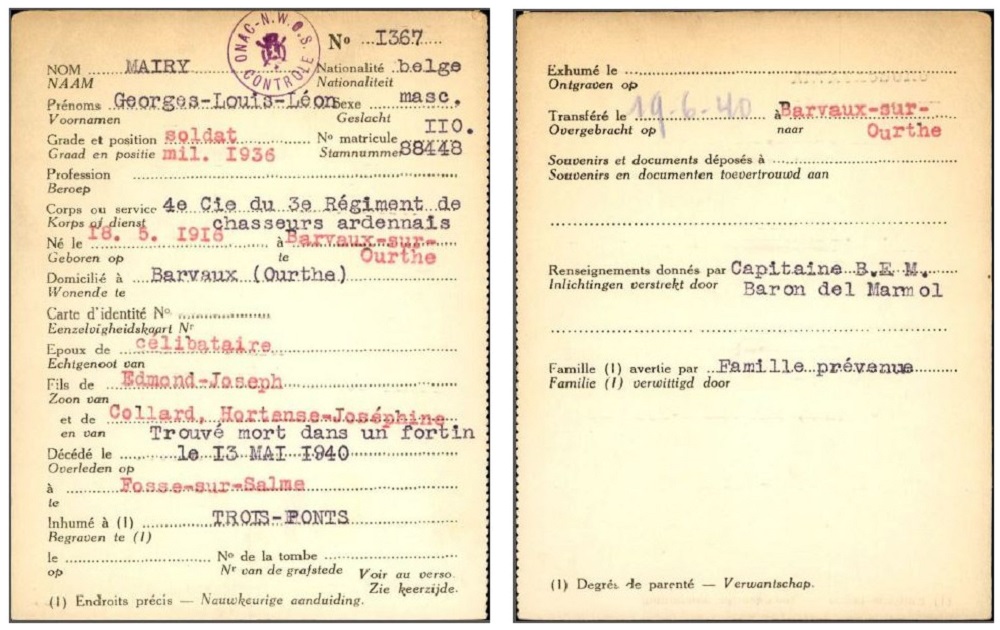 ONAC-N.W.O.S.
CONTRÔLE
Nº I367
NOM MAIRY Nationalité belge
NAAM Nationaliteit
Prénoms Georges-Louis-Léon Sexe masc.
Voornamen Geslacht
Grade et position soldat Nº matricule II0.
Graad en positie mil. I936 Stamnummer 88448
Profession
Beroep
Corps ou service 4e Cie du 3e Régiment de
Korps of dienst chasseurs ardennais
Né le I8. 5. I916 à Barvaux-sur-
Geboren op te Ourthe
Domicilié à Barvaux (Ourthe)
Wonende te
Carte d'identité Nº
Eenzelvigheidskaart Nr
Epoux de célibataire
Echtgenoot van
Fils de Edmond-Joseph
Zoon van
et de Collard, Hortense-Joséphine
en van Trouvé mort dans un fortin
Décédé le le I3 MAI I940
Overleden op
à Fosse-sur-Salme
te
Inhumé à (1) TROIS-PONTS
Begraven te (1)
le Nº de la tombe
op Nr van de grafstede Voir au verso.
Zie keerzijde.
(1) Endroits précis — Nauwkeurige aanduiding.
Exhumé le
Ontgraven op
Transféré le 19-6-40 à Barvaux-sur-
Overgebracht op naar Ourthe
Souvenirs et documents déposés à
Souvenirs en documenten toevertrouwd aan
Renseignements donnés par Capitaine B.E.M.
Inlichtingen verstrekt door Baron del Marmol
Famille (1) avertie par Famille prévenue
Familie (1) verwittigd door
(1) Degrés de parenté — Verwantschap.